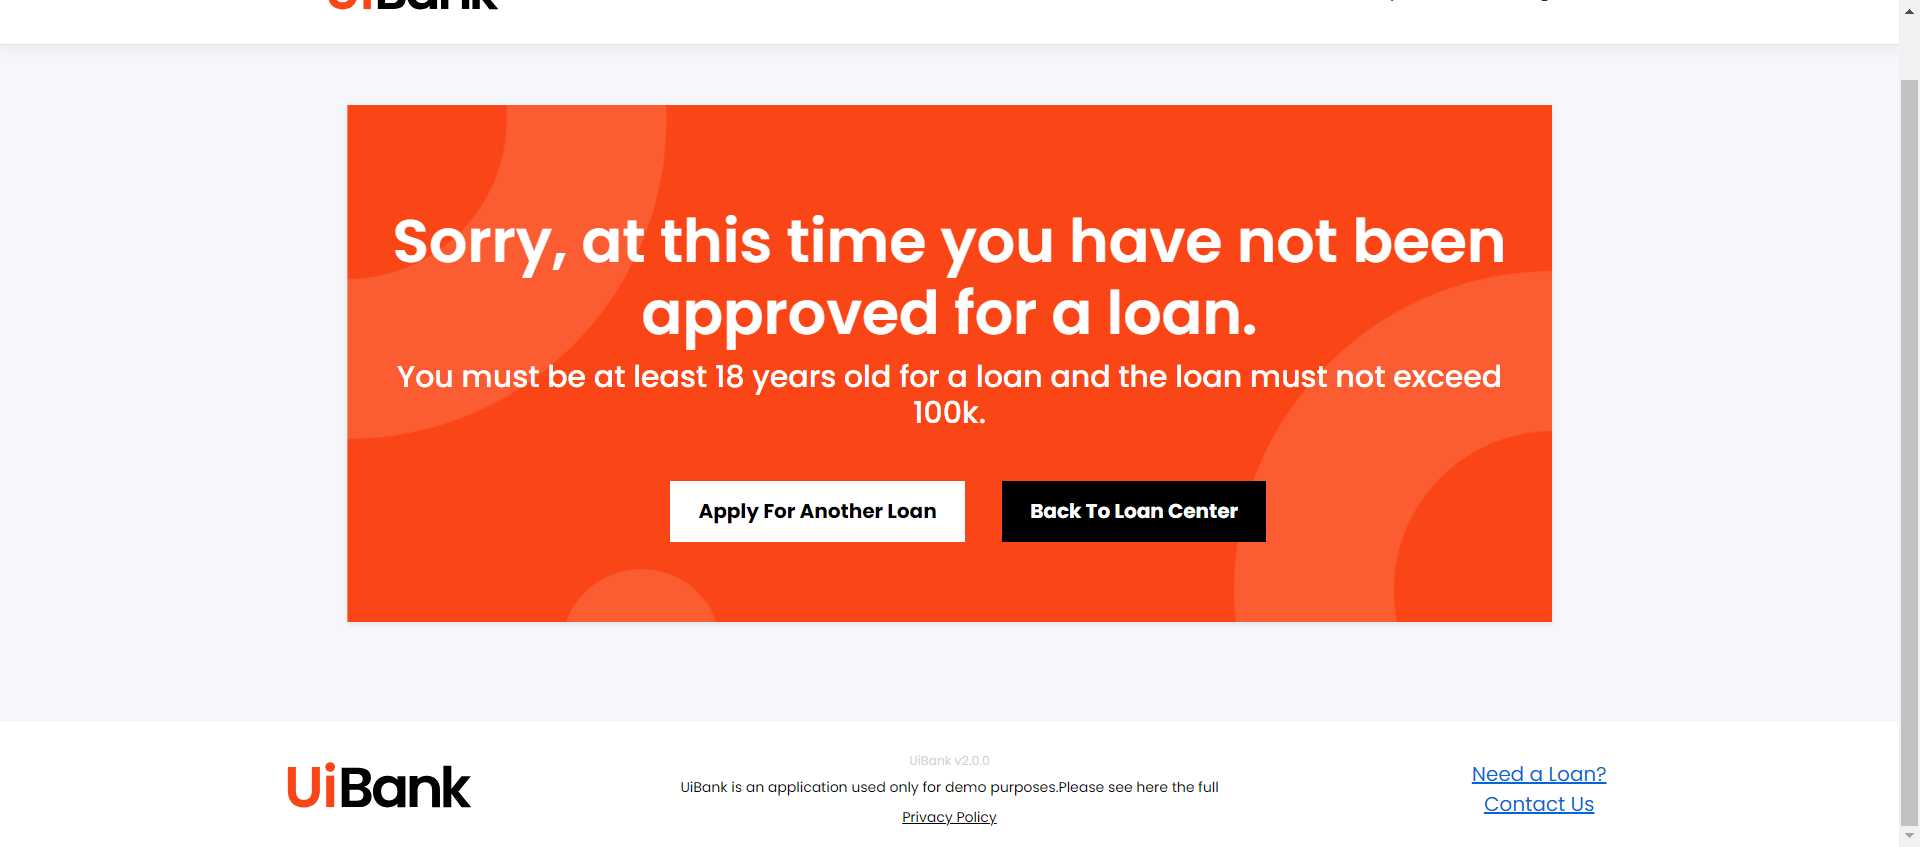 UiBank
Sorry, at this time you have not been
approved for a loan.
You must be at least 18 years old for a loan and the loan must not exceed
100k.
Apply For Another Loan
Back To Loan Center
UiBank
UiBank v2.0.0
UiBank is an application used only for demo purposes.Please see here the full
Privacy Policy
Need a Loan?
Contact Us